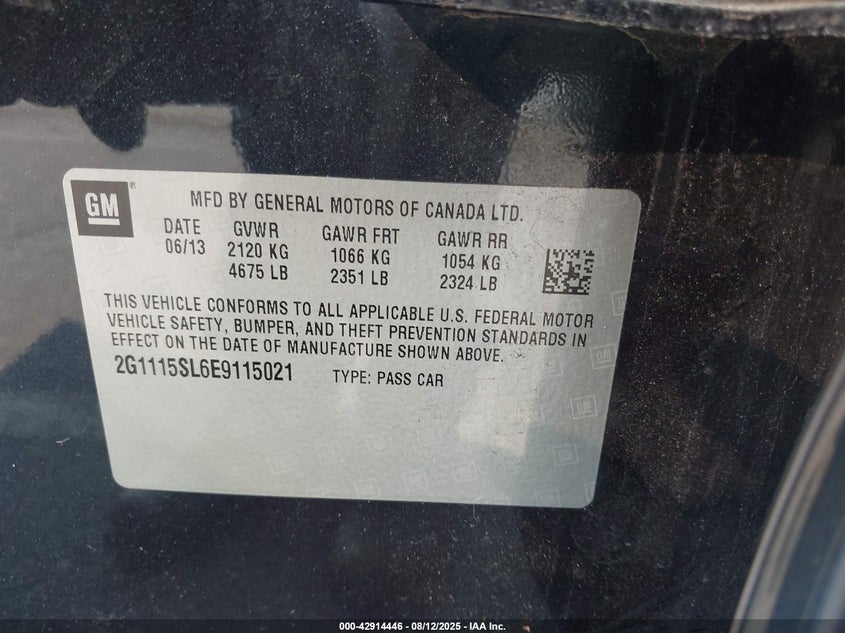 GM
MFD BY GENERAL MOTORS OF CANADA LTD.
DATE GVWR GAWR FRT GAWR RR
06/13 2120 KG 1066 KG 1054 KG
4675 LB 2351 LB 2324 LB
THIS VEHICLE CONFORMS TO ALL APPLICABLE U.S. FEDERAL MOTOR
VEHICLE SAFETY, BUMPER, AND THEFT PREVENTION STANDARDS IN
EFFECT ON THE DATE OF MANUFACTURE SHOWN ABOVE.
2G1115SL6E9115021 TYPE: PASS CAR
000-42914446 - 08/12/2025 - IAA Inc.